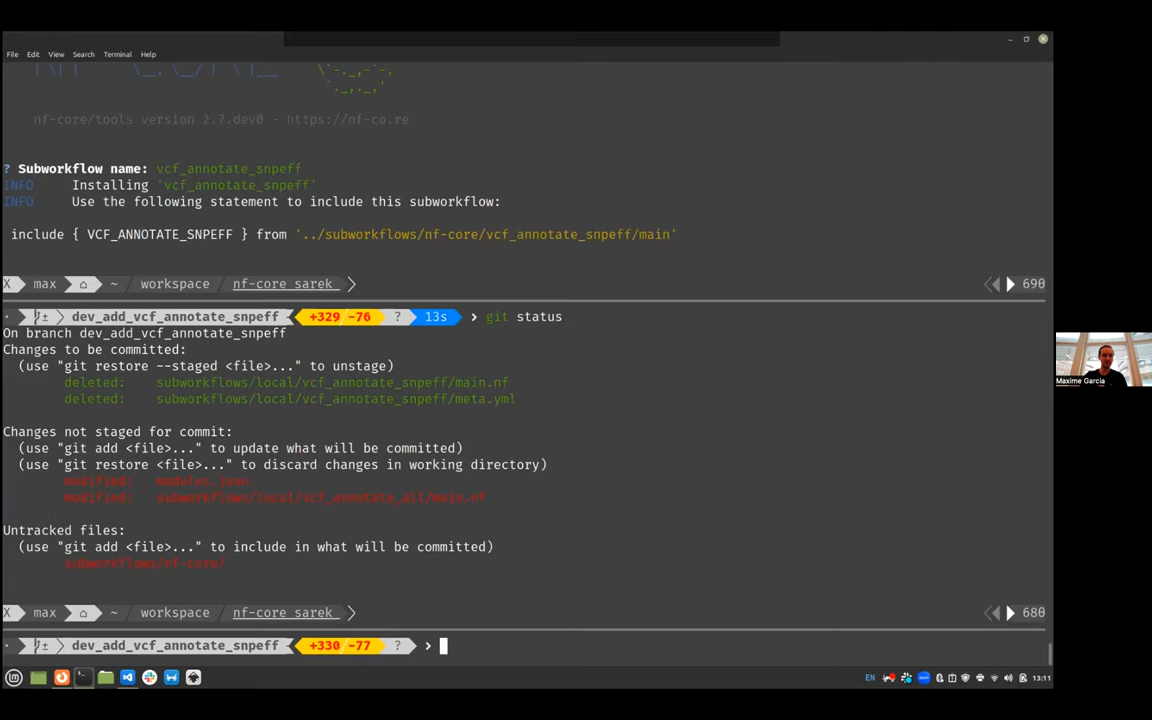 File Edit View Search Terminal Help
nf-core/tools version 2.7.dev0 - https://nf-co.re
? Subworkflow name: vcf_annotate_snpeff
INFO Installing 'vcf_annotate_snpeff'
INFO Use the following statement to include this subworkflow:
include { VCF_ANNOTATE_SNPEFF } from '../subworkflows/nf-core/vcf_annotate_snpeff/main'
X max ~ workspace nf-core sarek 690
dev_add_vcf_annotate_snpeff +329 -76 ? 13s › git status
On branch dev_add_vcf_annotate_snpeff
Changes to be committed:
(use "git restore --staged <file>..." to unstage)
deleted: subworkflows/local/vcf_annotate_snpeff/main.nf
deleted: subworkflows/local/vcf_annotate_snpeff/meta.yml
Changes not staged for commit:
(use "git add <file>..." to update what will be committed)
(use "git restore <file>..." to discard changes in working directory)
modified: modules.json
modified: subworkflows/local/vcf_annotate_all/main.nf
Untracked files:
(use "git add <file>..." to include in what will be committed)
subworkflows/nf-core/
X max ~ workspace nf-core sarek 680
dev_add_vcf_annotate_snpeff +330 -77 ? ›
Maxime Garcia
EN 13:11